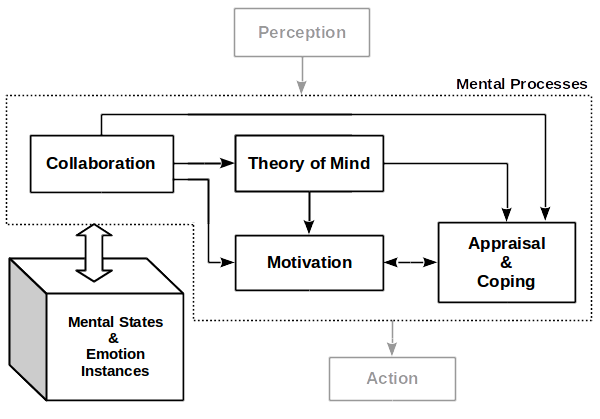 Perception
Mental Processes
Collaboration
Theory of Mind
Motivation
Appraisal
&
Coping
Mental States
&
Emotion
Instances
Action